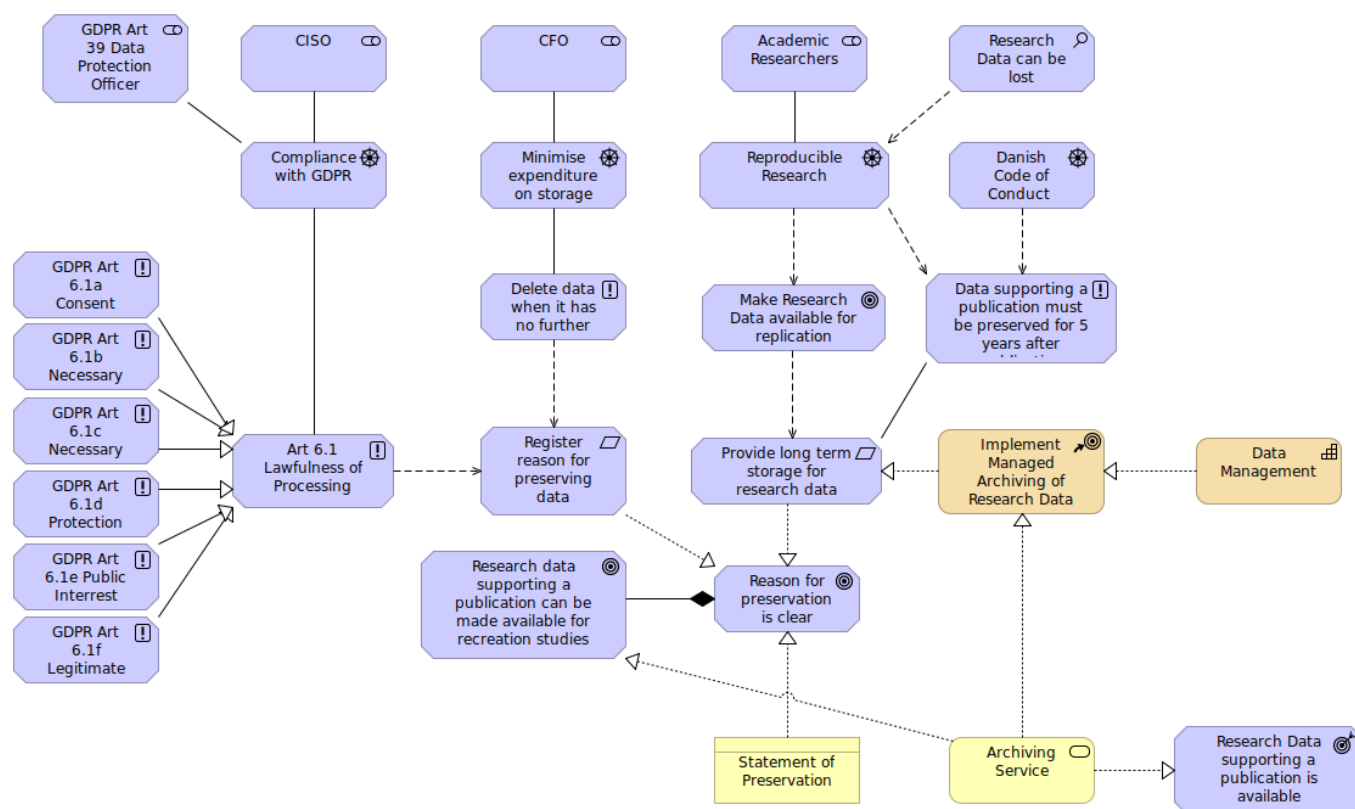 GDPR Art
39 Data
Protection
Officer
CISO
CFO
Academic
Researchers
Research
Data can be
lost
Compliance
with GDPR
Minimise
expenditure
on storage
Reproducible
Research
Danish
Code of
Conduct
GDPR Art
6.1a
Consent
GDPR Art
6.1b
Necessary
GDPR Art
6.1c
Necessary
GDPR Art
6.1d
Protection
GDPR Art
6.1e Public
Interrest
GDPR Art
6.1f
Legitimate
Delete data
when it has
no further
Make Research
Data available for
replication
Data supporting a
publication must
be preserved for 5
years after
Art 6.1
Lawfulness of
Processing
Register
reason for
preserving
data
Provide long term
storage for
research data
Implement
Managed
Archiving of
Research Data
Data
Management
Research data
supporting a
publication can be
made available for
recreation studies
Reason for
preservation
is clear
Statement of
Preservation
Archiving
Service
Research Data
supporting a
publication is
available